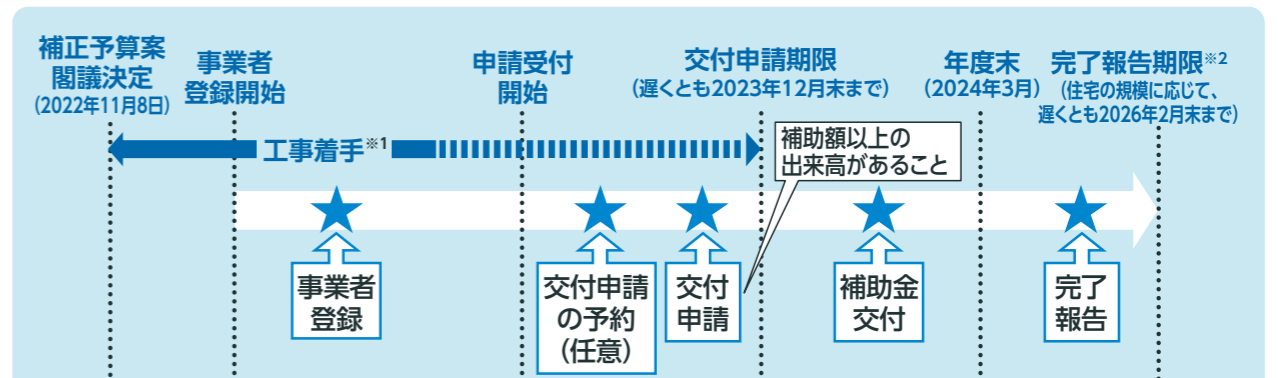 補正予算案
閣議決定
(2022年11月8日)
事業者
登録開始
申請受付
開始
交付申請期限
(遅くとも2023年12月末まで)
年度末
(2024年3月)
完了報告期限※2
(住宅の規模に応じて、
遅くとも2026年2月末まで)
工事着手※1
補助額以上の
出来高があること
事業者
登録
交付申請
の予約
(任意)
交付
申請
補助金
交付
完了
報告